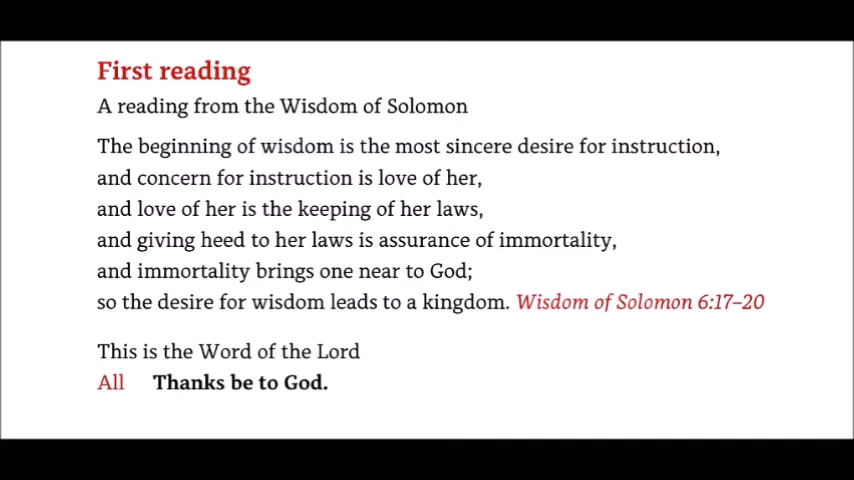 First reading
A reading from the Wisdom of Solomon
The beginning of wisdom is the most sincere desire for instruction,
and concern for instruction is love of her,
and love of her is the keeping of her laws,
and giving heed to her laws is assurance of immortality,
and immortality brings one near to God;
so the desire for wisdom leads to a kingdom. Wisdom of Solomon 6:17–20
This is the Word of the Lord
All Thanks be to God.